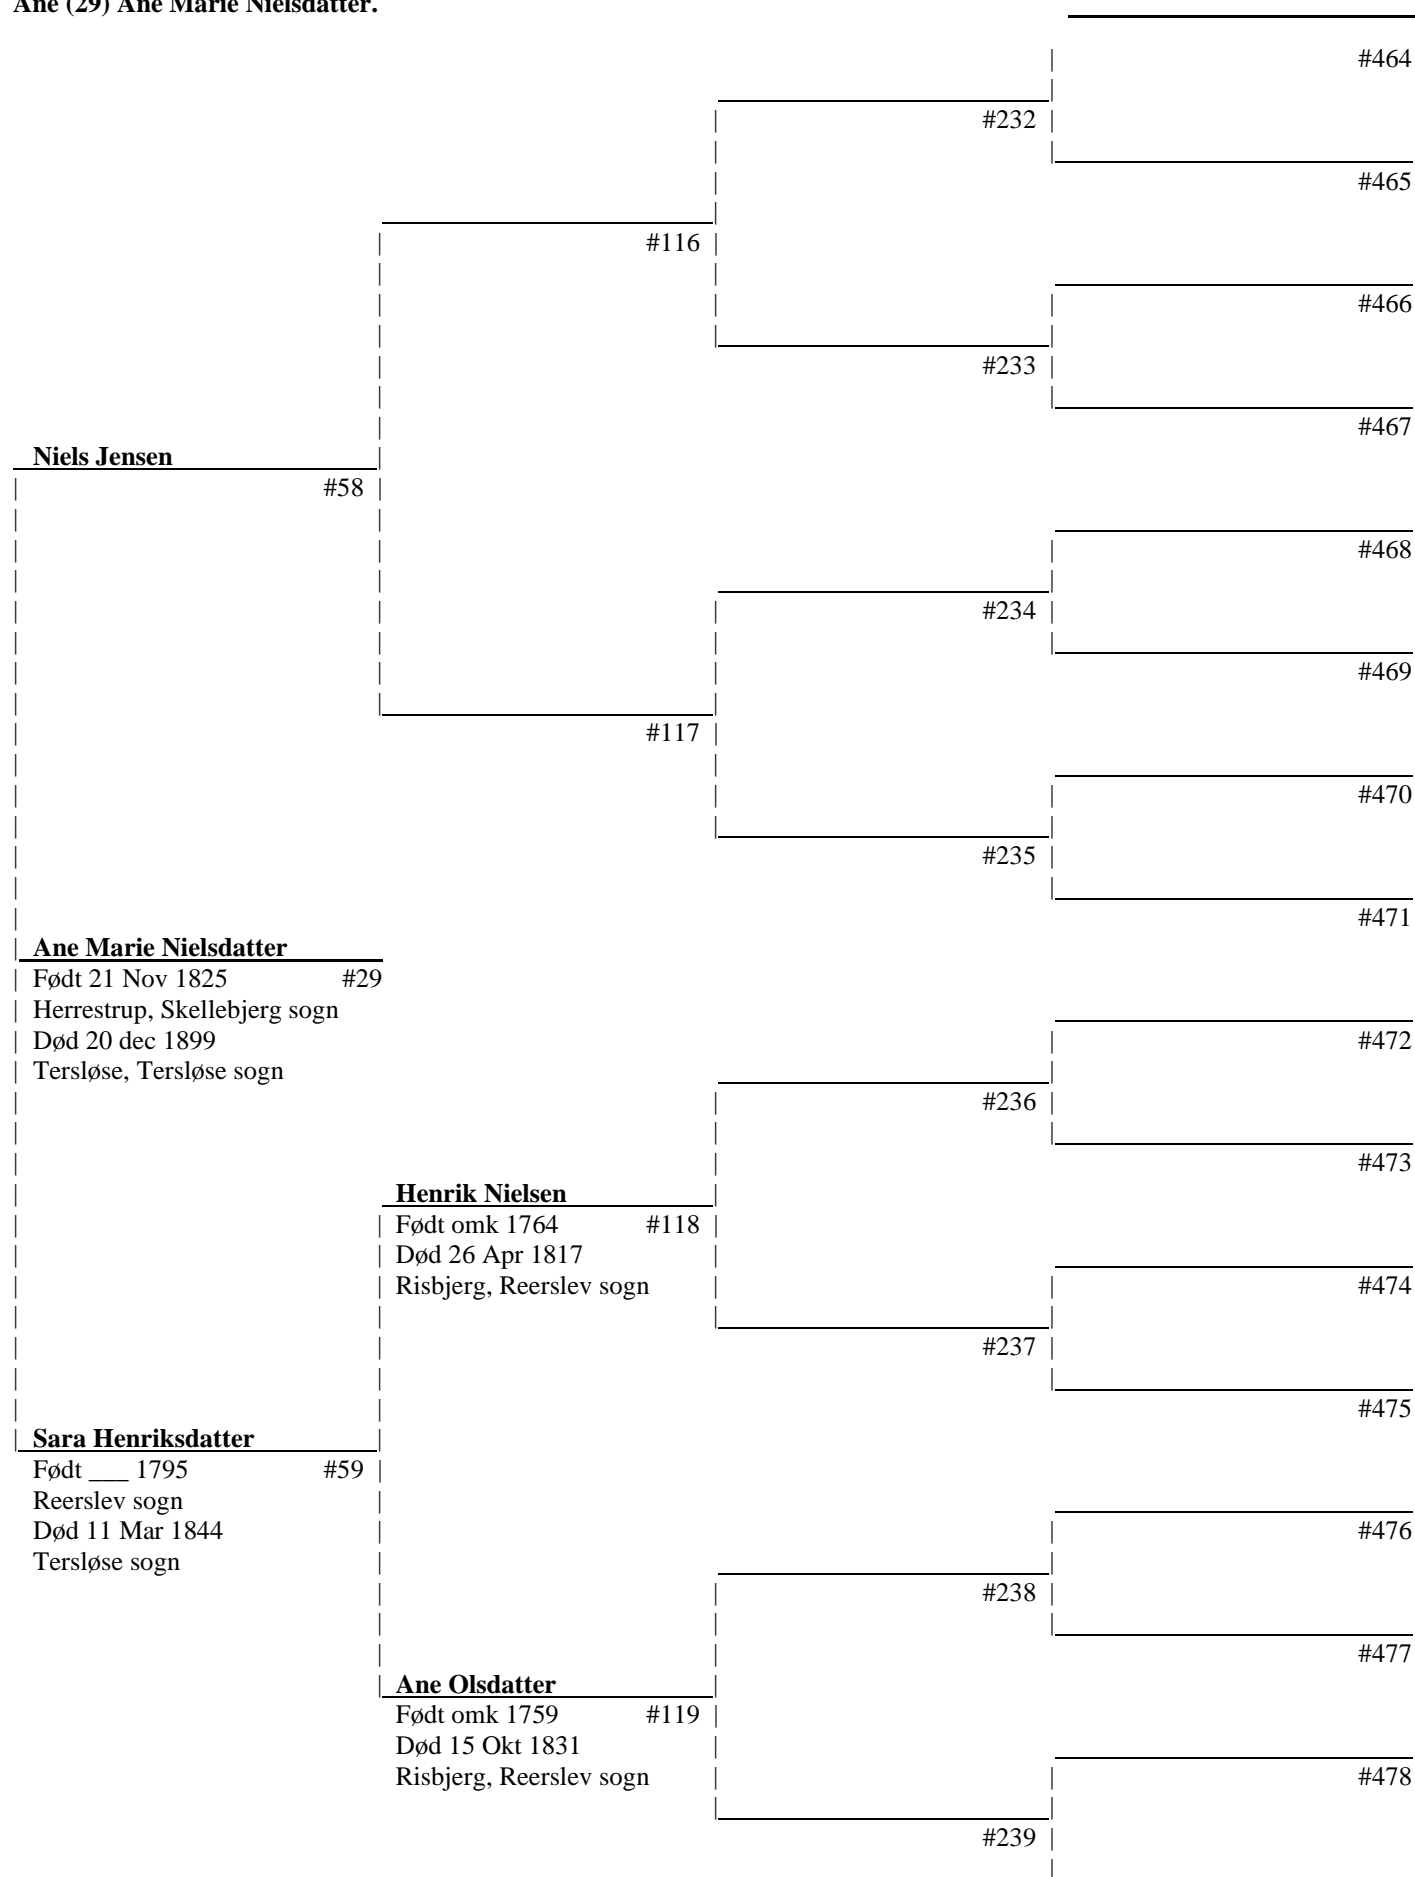 Ane (29) Ane Marie Nielsdatter.
#464
#232
#465
#116
#466
#233
#467
Niels Jensen
#58
#468
#234
#469
#117
#470
#235
#471
Ane Marie Nielsdatter
Født 21 Nov 1825 #29
Herrestrup, Skellebjerg sogn
Død 20 dec 1899
Tersløse, Tersløse sogn
#472
#236
#473
Henrik Nielsen
Født omk 1764 #118
Død 26 Apr 1817
Risbjerg, Reerslev sogn
#474
#237
#475
Sara Henriksdatter
Født ___ 1795 #59
Reerslev sogn
Død 11 Mar 1844
Tersløse sogn
#476
#238
#477
Ane Olsdatter
Født omk 1759 #119
Død 15 Okt 1831
Risbjerg, Reerslev sogn
#478
#239